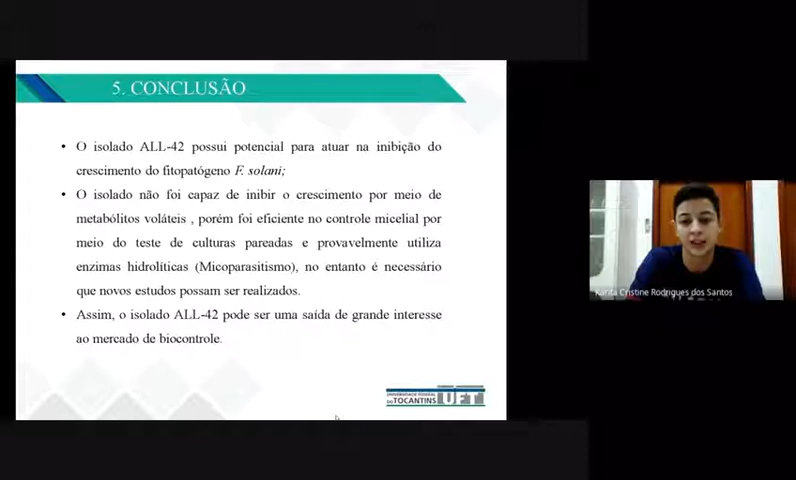 5. CONCLUSÃO
• O isolado ALL-42 possui potencial para atuar na inibição do
crescimento do fitopatógeno F. solani;
• O isolado não foi capaz de inibir o crescimento por meio de
metabólitos voláteis , porém foi eficiente no controle micelial por
meio do teste de culturas pareadas e provavelmente utiliza
enzimas hidrolíticas (Micoparasitismo), no entanto é necessário
que novos estudos possam ser realizados.
• Assim, o isolado ALL-42 pode ser uma saída de grande interesse
ao mercado de biocontrole.
UNIVERSIDADE FEDERAL
DO TOCANTINS
UFT
Karita Cristine Rodrigues dos Santos